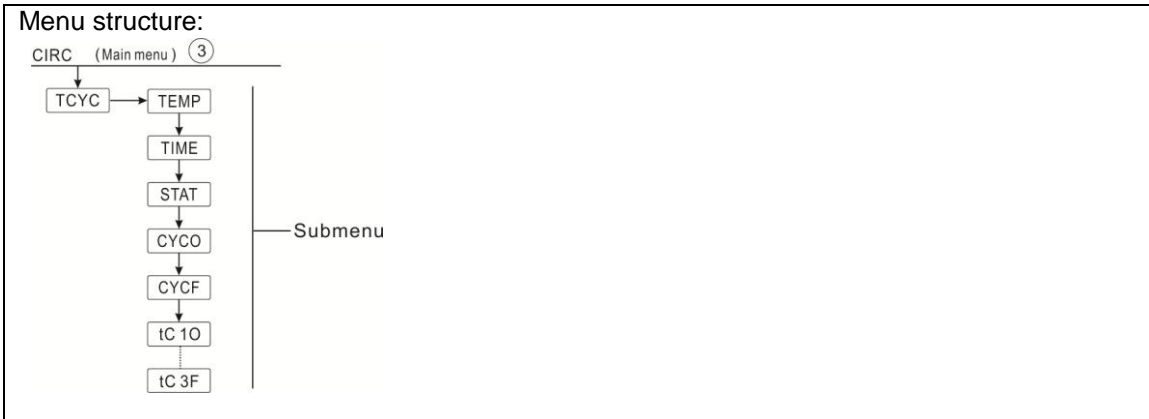 Menu structure:
CIRC (Main menu) 3
TCYC TEMP
TIME
STAT
CYCO
Submenu
CYCF
tC 1O
tC 3F